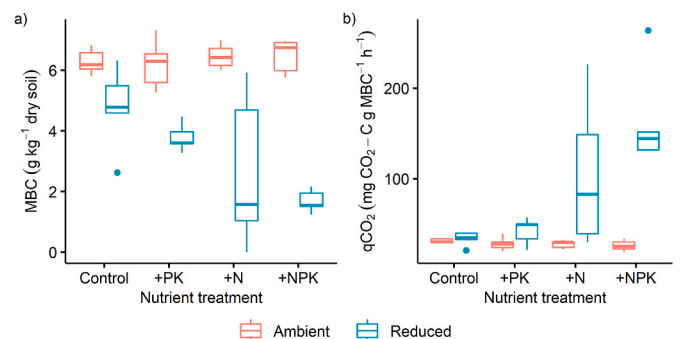 a)
MBC (g kg⁻¹ dry soil)
6
4
2
0
Control +PK +N +NPK
Nutrient treatment
b)
qCO₂ (mg CO₂ − C g MBC⁻¹ h⁻¹)
200
100
Control +PK +N +NPK
Nutrient treatment
Ambient Reduced